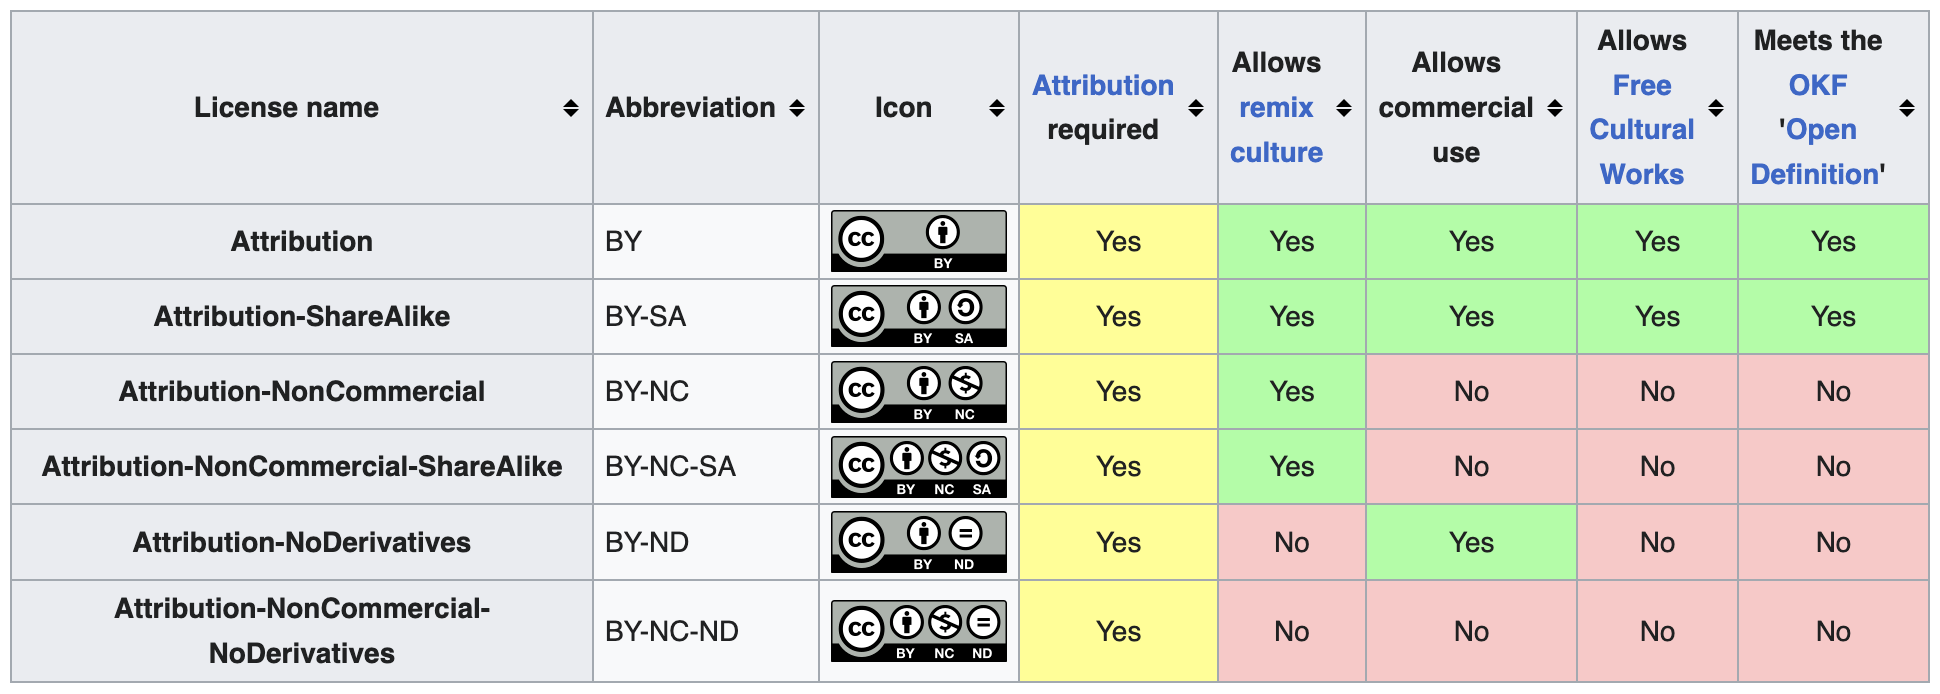 License name
Abbreviation
Icon
Attribution
required
Allows
remix
culture
Allows
commercial
use
Allows
Free
Cultural
Works
Meets the
OKF
'Open
Definition'
Attribution
BY
cc
BY
Yes
Yes
Yes
Yes
Yes
Attribution-ShareAlike
BY-SA
cc
BY SA
Yes
Yes
Yes
Yes
Yes
Attribution-NonCommercial
BY-NC
cc
$
BY NC
Yes
Yes
No
No
No
Attribution-NonCommercial-ShareAlike
BY-NC-SA
cc
$
BY NC SA
Yes
Yes
No
No
No
Attribution-NoDerivatives
BY-ND
cc
=
BY ND
Yes
No
Yes
No
No
Attribution-NonCommercial-
NoDerivatives
BY-NC-ND
cc
$ =
BY NC ND
Yes
No
No
No
No